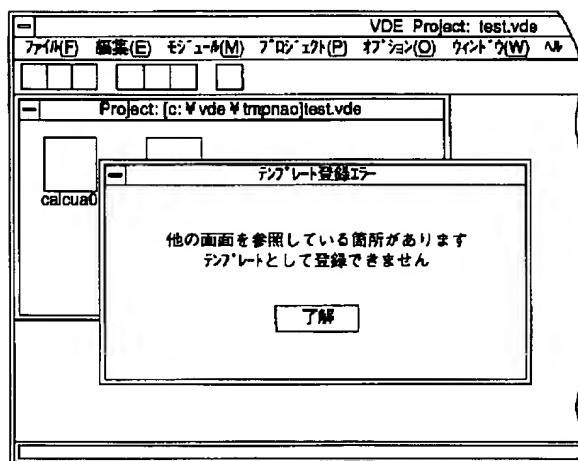 VDE Project: test.vde
ﾌｧｲﾙ(F) 編集(E) ﾓｼﾞｭｰﾙ(M) ﾌﾟﾛｼﾞｪｸﾄ(P) ｵﾌﾟｼｮﾝ(O) ｳｨﾝﾄﾞｳ(W) ﾍﾙ
Project: [c:￥vde￥tmpnao]test.vde
calcua0
ﾃﾝﾌﾟﾚｰﾄ登録ｴﾗｰ
他の画面を参照している箇所があります
ﾃﾝﾌﾟﾚｰﾄとして登録できません
了解